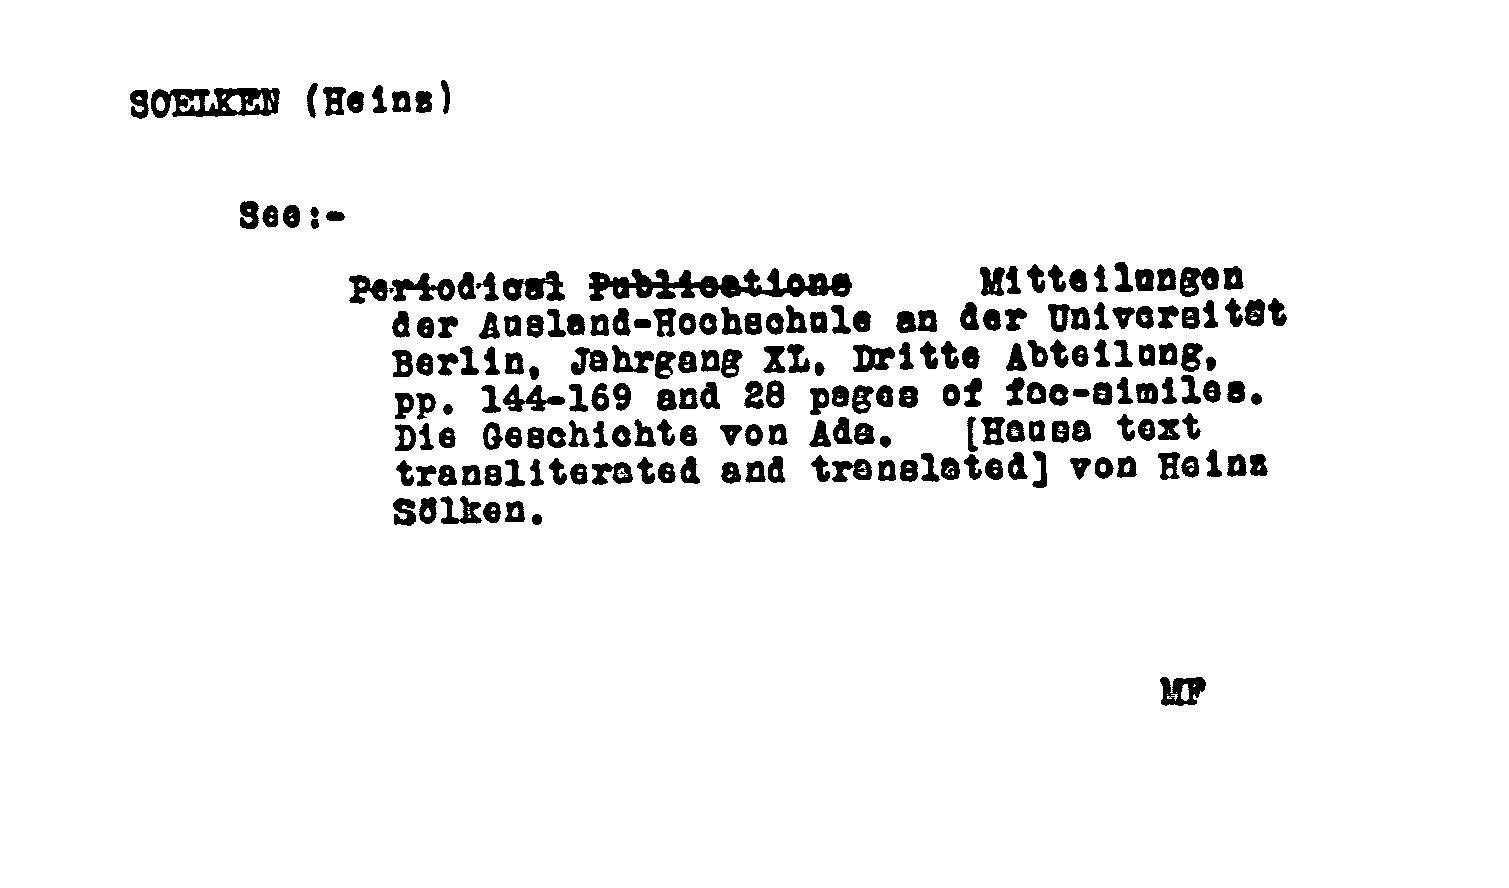 SOELKEN (Heinz)
See:-
Periodical Publications Mitteilungen
der Ausland-Hochschule an der Universität
Berlin, Jahrgang XL, Dritte Abteilung,
pp. 144-169 and 28 pages of fac-similes.
Die Geschichte von Ada. [Hausa text
transliterated and translated] von Heinz
Sölken.
MF